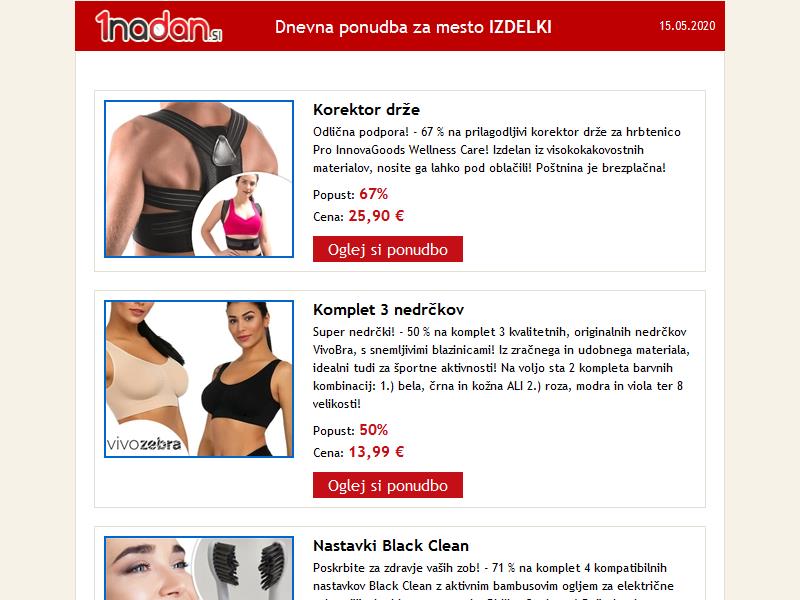 1nadan.si
Dnevna ponudba za mesto IZDELKI
15.05.2020
Korektor drže
Odlična podpora! - 67 % na prilagodljivi korektor drže za hrbtenico
Pro InnovaGoods Wellness Care! Izdelan iz visokokakovostnih
materialov, nosite ga lahko pod oblačili! Poštnina je brezplačna!
Popust: 67%
Cena: 25,90 €
Oglej si ponudbo
Komplet 3 nedrčkov
Super nedrčki! - 50 % na komplet 3 kvalitetnih, originalnih nedrčkov
VivoBra, s snemljivimi blazinicami! Iz zračnega in udobnega materiala,
idealni tudi za športne aktivnosti! Na voljo sta 2 kompleta barvnih
kombinacij: 1.) bela, črna in kožna ALI 2.) roza, modra in viola ter 8
velikosti!
vivozebra
Popust: 50%
Cena: 13,99 €
Oglej si ponudbo
Nastavki Black Clean
Poskrbite za zdravje vaših zob! - 71 % na komplet 4 kompatibilnih
nastavkov Black Clean z aktivnim bambusovim ogljem za električne